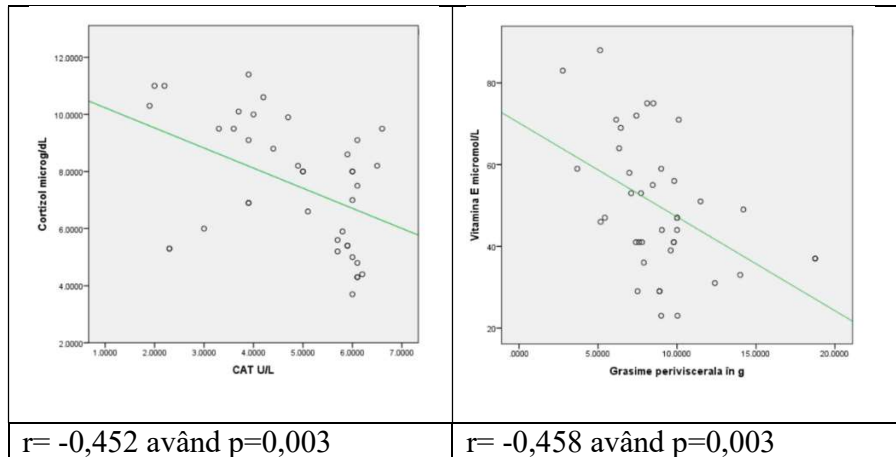 12.0000
10.0000
8.0000
6.0000
4.0000
2.0000
Cortizol microg/dL
1.0000 2.0000 3.0000 4.0000 5.0000 6.0000 7.0000
CAT U/L
r= -0,452 având p=0,003
80
60
40
20
Vitamina E micromol/L
.0000 5.0000 10.0000 15.0000 20.0000
Grasime periviscerala în g
r= -0,458 având p=0,003